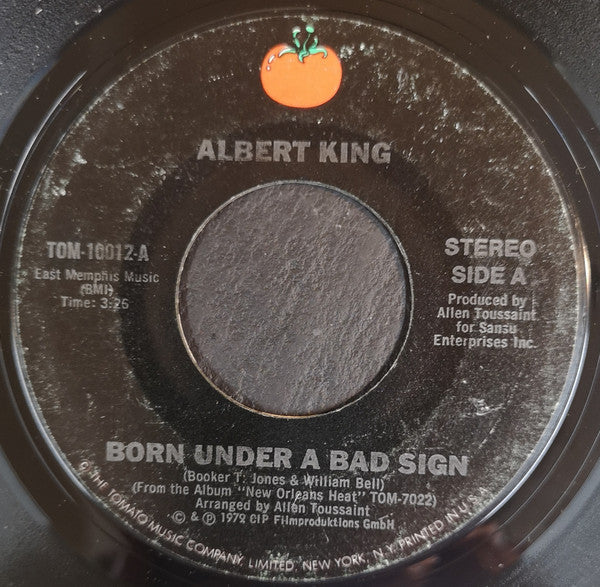 ALBERT KING
TOM-10012-A
East Memphis Music
(BMI)
Time: 3:26
STEREO
SIDE A
Produced by
Allen Toussaint
for Sansu
Enterprises Inc.
BORN UNDER A BAD SIGN
(Booker T. Jones & William Bell)
(From the Album "New Orleans Heat" TOM-7022)
Arranged by Allen Toussaint
© & ℗ 1979 CIP Filmproduktions GmbH
THE TOMATO MUSIC COMPANY, LIMITED, NEW YORK, N.Y. PRINTED IN U.S.A.